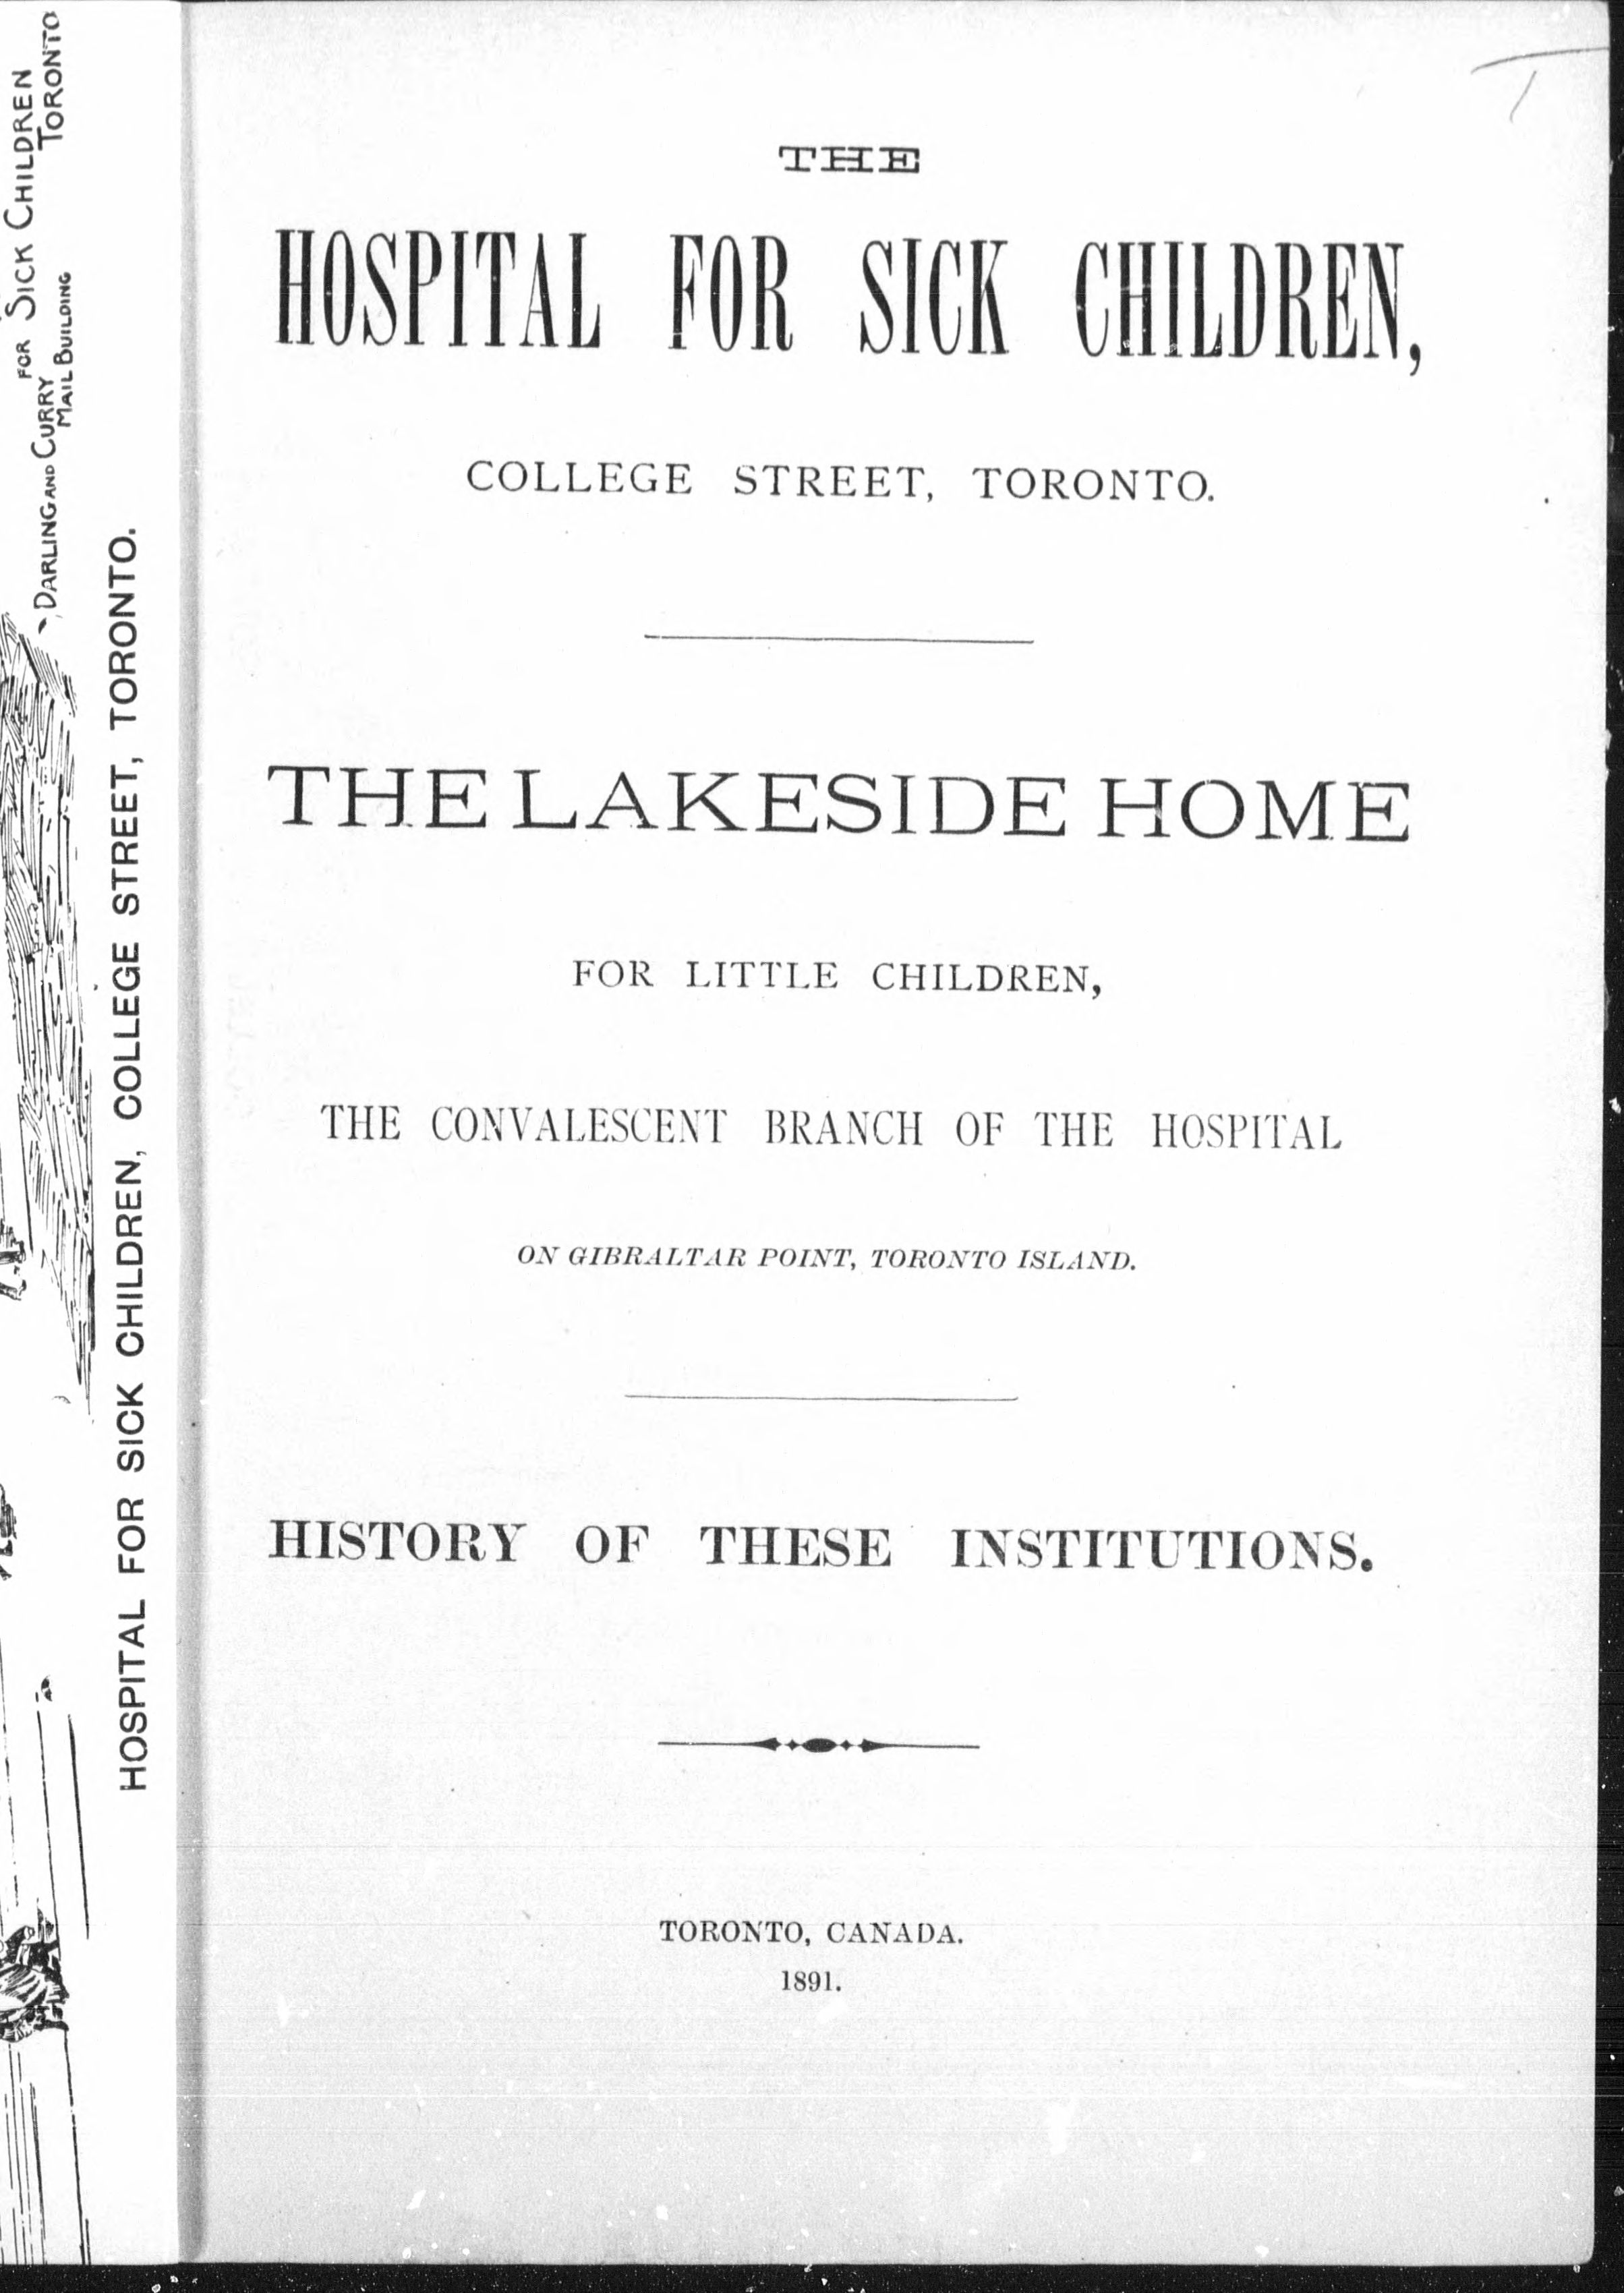 FOR SICK CHILDREN
TORONTO
DARLING AND CURRY
MAIL BUILDING
HOSPITAL FOR SICK CHILDREN, COLLEGE STREET, TORONTO.
THE
HOSPITAL FOR SICK CHILDREN,
COLLEGE STREET, TORONTO.
THE LAKESIDE HOME
FOR LITTLE CHILDREN,
THE CONVALESCENT BRANCH OF THE HOSPITAL
ON GIBRALTAR POINT, TORONTO ISLAND.
HISTORY OF THESE INSTITUTIONS.
TORONTO, CANADA.
1891.